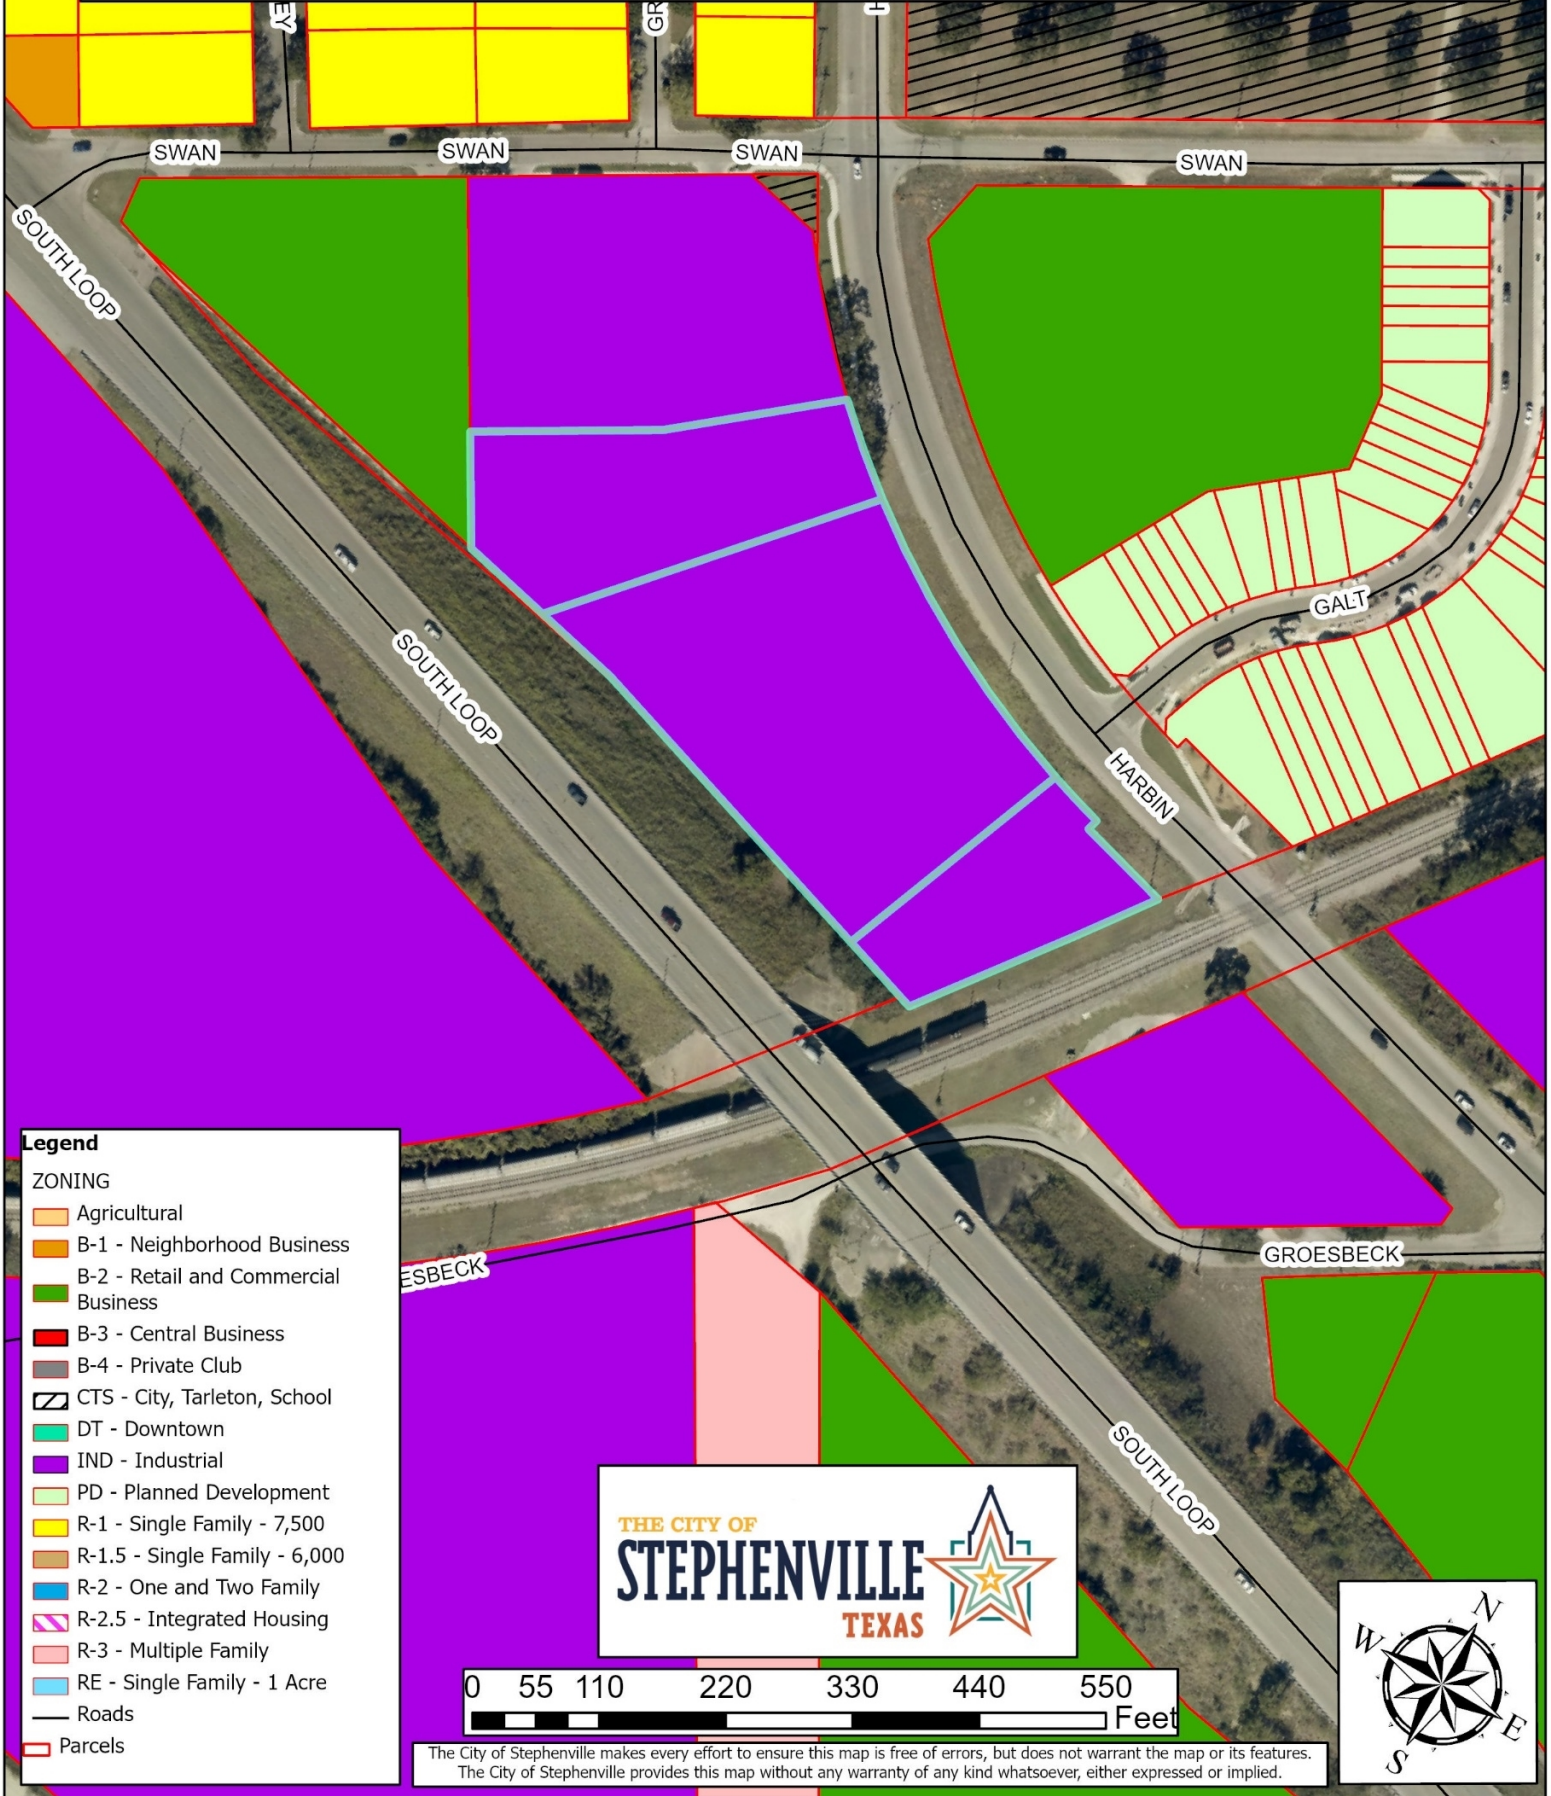 EY
GR
H
SWAN
SWAN
SWAN
SWAN
SOUTH LOOP
SOUTH LOOP
GALT
HARBIN
Legend
ZONING
Agricultural
B-1 - Neighborhood Business
B-2 - Retail and Commercial
Business
B-3 - Central Business
B-4 - Private Club
CTS - City, Tarleton, School
DT - Downtown
IND - Industrial
PD - Planned Development
R-1 - Single Family - 7,500
R-1.5 - Single Family - 6,000
R-2 - One and Two Family
R-2.5 - Integrated Housing
R-3 - Multiple Family
RE - Single Family - 1 Acre
Roads
Parcels
ESBECK
GROESBECK
SOUTH LOOP
THE CITY OF
STEPHENVILLE
TEXAS
0 55 110 220 330 440 550
Feet
The City of Stephenville makes every effort to ensure this map is free of errors, but does not warrant the map or its features.
The City of Stephenville provides this map without any warranty of any kind whatsoever, either expressed or implied.
N
W
E
S